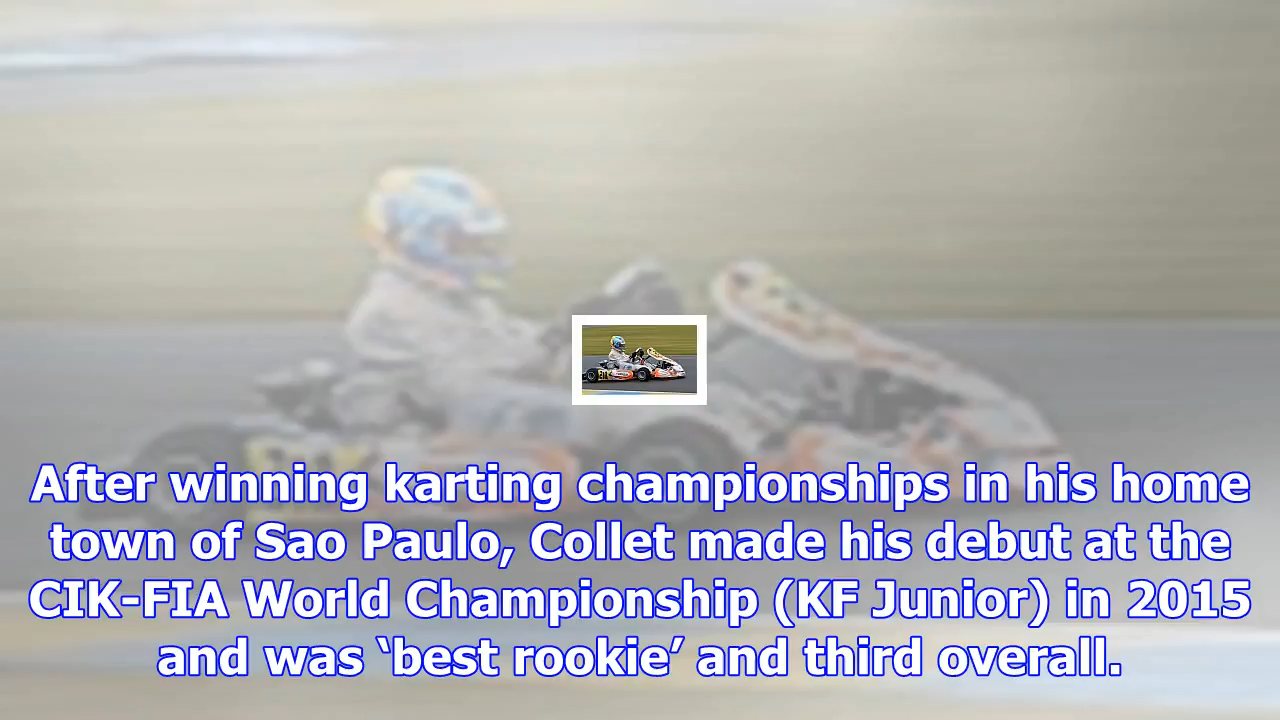 After winning karting championships in his home
town of Sao Paulo, Collet made his debut at the
CIK-FIA World Championship (KF Junior) in 2015
and was ‘best rookie’ and third overall.